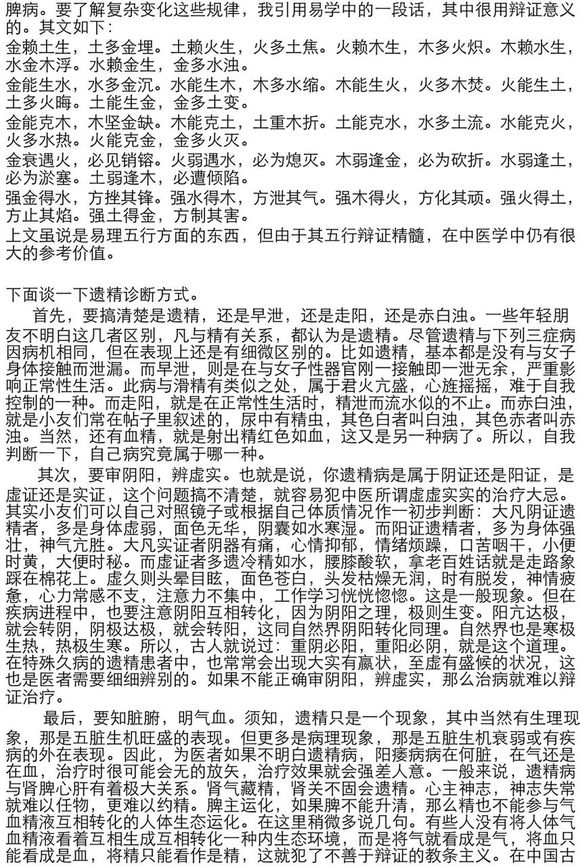 脾病。要了解复杂变化这些规律，我引用易学中的一段话，其中很用辩证意义
的。其文如下：
金赖土生，土多金埋。土赖火生，火多土焦。火赖木生，木多火炽。木赖水生，
水金木浮。水赖金生，金多水浊。
金能生水，水多金沉。水能生木，木多水缩。木能生火，火多木焚。火能生土，
土多火晦。土能生金，金多土变。
金能克木，木坚金缺。木能克土，土重木折。土能克水，水多土流。水能克火，
火多水热。火能克金，金多火灭。
金衰遇火，必见销镕。火弱遇水，必为熄灭。木弱逢金，必为砍折。水弱逢土，
必为淤塞。土弱逢木，必遭倾陷。
强金得水，方挫其锋。强水得木，方泄其气。强木得火，方化其顽。强火得土，
方止其焰。强土得金，方制其害。
上文虽说是易理五行方面的东西，但由于其五行辩证精髓，在中医学中仍有很
大的参考价值。
下面谈一下遗精诊断方式。
首先，要搞清楚是遗精，还是早泄，还是走阳，还是赤白浊。一些年轻朋
友不明白这几者区别，凡与精有关系，都认为是遗精。尽管遗精与下列三症病
因病机相同，但在表现上还是有细微区别的。比如遗精，基本都是没有与女子
身体接触而泄漏。而早泄，则是在与女子性器官刚一接触即一泄无余，严重影
响正常性生活。此病与滑精有类似之处，属于君火亢盛，心旌摇摇，难于自我
控制的一种。而走阳，就是在正常性生活时，精泄而流水似的不止。而赤白浊，
就是小友们常在帖子里叙述的，尿中有精虫，其色白者叫白浊，其色赤者叫赤
浊。当然，还有血精，就是射出精红色如血，这又是另一种病了。所以，自我
判断一下，自己病究竟属于哪一种。
其次，要审阴阳，辨虚实。也就是说，你遗精病是属于阴证还是阳证，是
虚证还是实证，这个问题搞不清楚，就容易犯中医所谓虚虚实实的治疗大忌。
其实小友们可以自己对照镜子或根据自己体质情况作一初步判断：大凡阴证遗
精者，多是身体虚弱，面色无华，阴囊如水寒湿。而阳证遗精者，多为身体强
壮，神气亢胜。大凡实证者阴器有痛，心情抑郁，情绪烦躁，口苦咽干，小便
时黄，大便时秘。而虚证者多遗冷精如水，腰膝酸软，拿老百姓话就是走路象
踩在棉花上。虚久则头晕目眩，面色苍白，头发枯燥无润，时有脱发，神情疲
惫，心力常感不支，注意力不集中，工作学习恍恍惚惚。这是一般现象。但在
疾病进程中，也要注意阴阳互相转化，因为阴阳之理，极则生变。阳亢达极，
就会转阴，阴极达极，就会转阳，这同自然界阴阳转化同理。自然界也是寒极
生热，热极生寒。所以，古人就说过：重阴必阳，重阳必阴，就是这个道理。
在特殊久病的遗精患者中，也常常会出现大实有羸状，至虚有盛候的状况，这
也是医者需要细细辨别的。如果不能正确审阴阳，辨虚实，那么治病就难以辩
证治疗。
最后，要知脏腑，明气血。须知，遗精只是一个现象，其中当然有生理现
象，那是五脏生机旺盛的表现。但更多是病理现象，那是五脏生机衰弱或有疾
病的外在表现。因此，为医者如果不明白遗精病，阳痿病病在何脏，在气还是
在血，治疗时很可能会无的放矢，治疗效果就会强差人意。一般来说，遗精病
与肾脾心肝有着极大关系。肾气藏精，肾关不固会遗精。心主神志，神志失常
就难以任物，更难以约精。脾主运化，如果脾不能升清，那么精也不能参与气
血精液互相转化的人体生态运化。在这里稍微多说几句。有些人没有将人体气
血精液看着互相生成互相转化一种内生态环境，而是将气就看成是气，将血只
能看成是血，将精只能看作是精，这就犯了不善于辩证的教条主义。在中国古